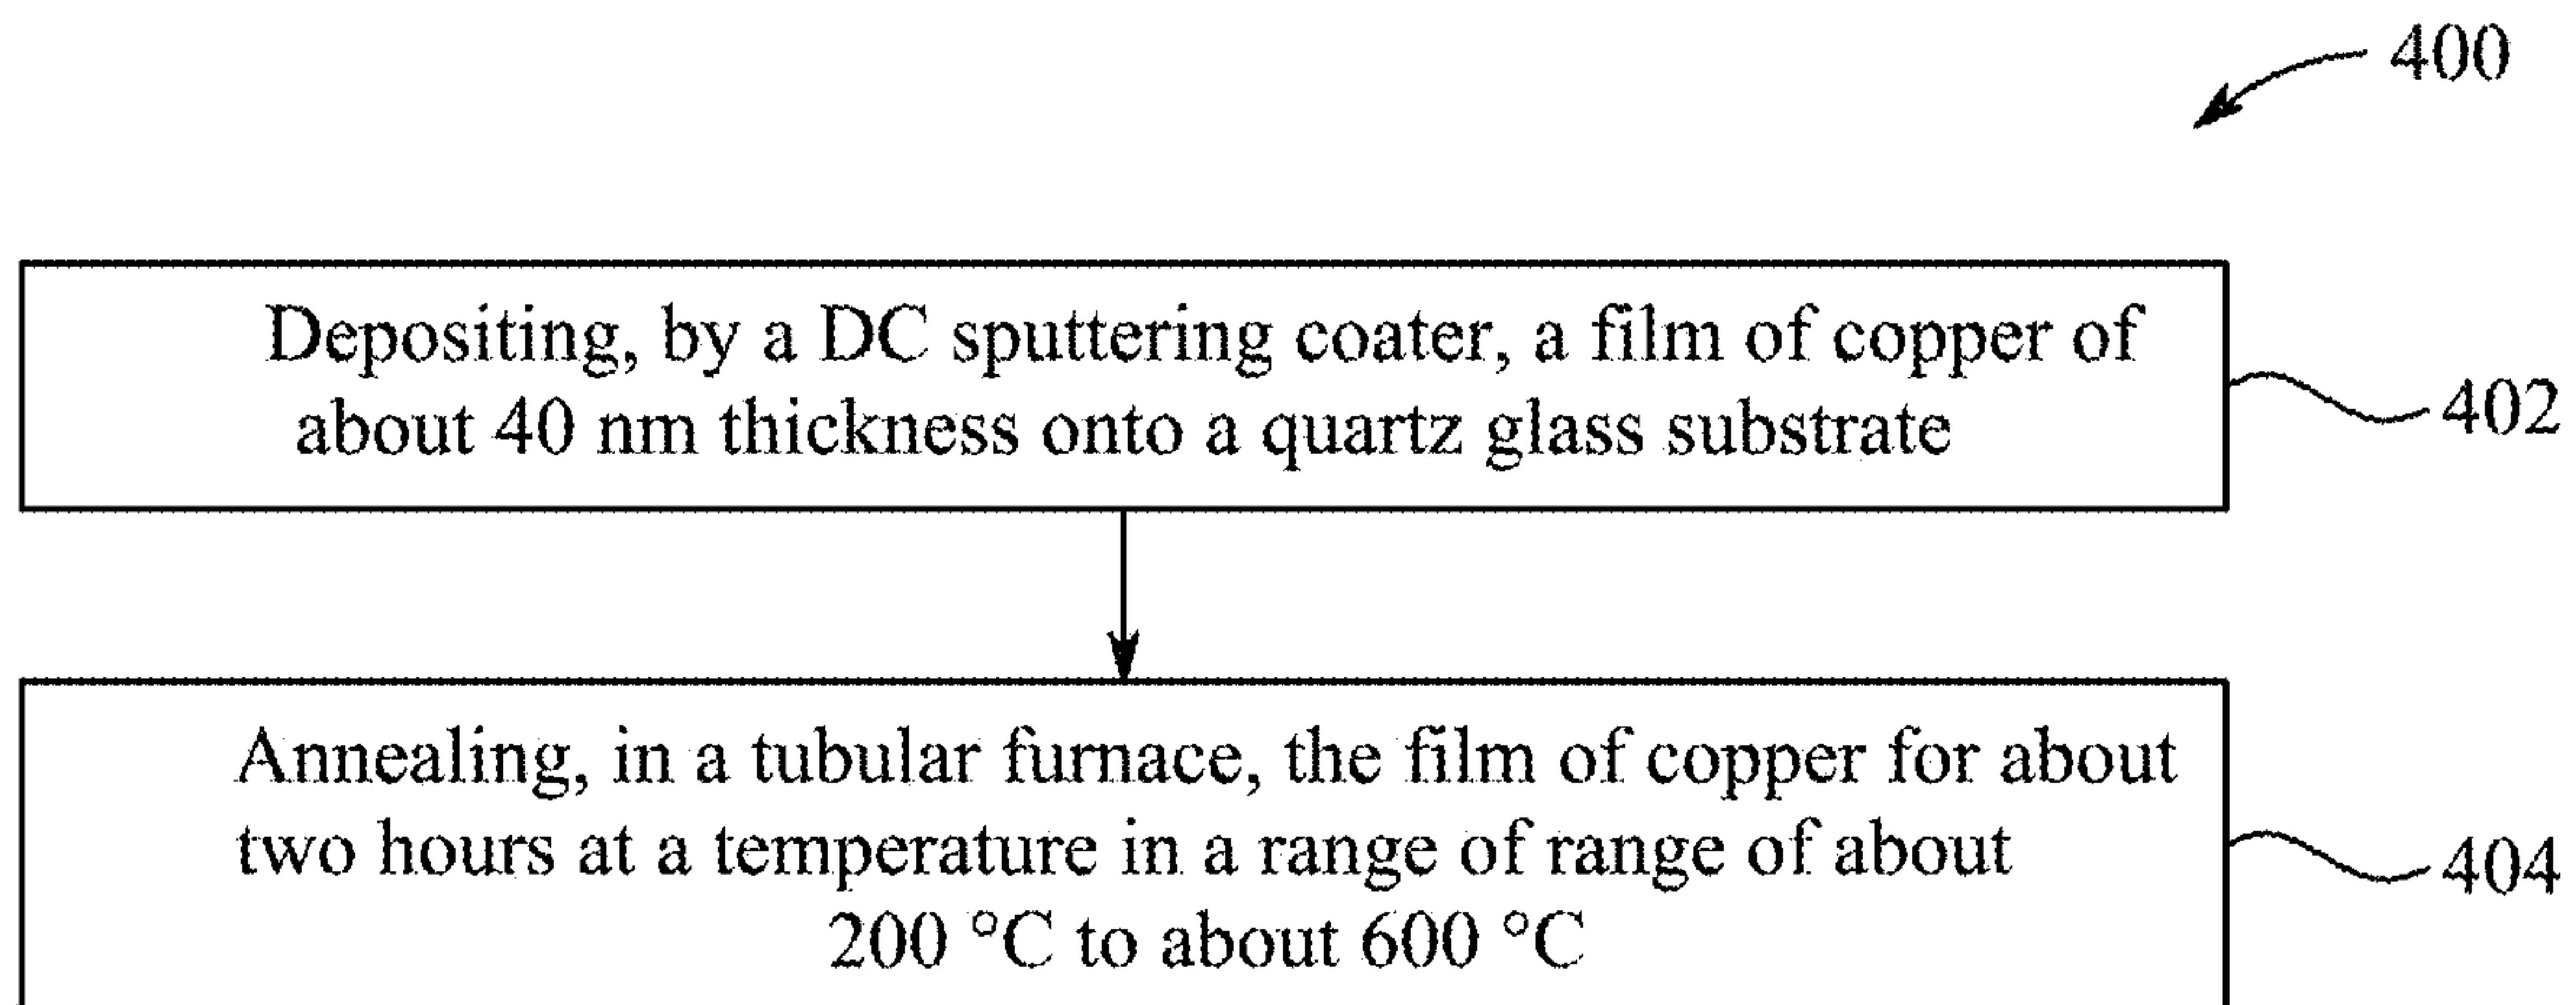 400
Depositing, by a DC sputtering coater, a film of copper of
about 40 nm thickness onto a quartz glass substrate
402
Annealing, in a tubular furnace, the film of copper for about
two hours at a temperature in a range of range of about
200 °C to about 600 °C
404